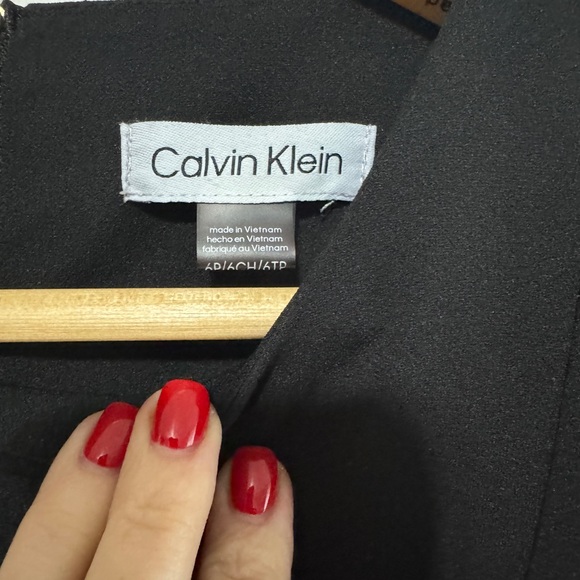 Calvin Klein
made in Vietnam
hecho en Vietnam
fabriqué au Vietnam
6P/6CH/6TP